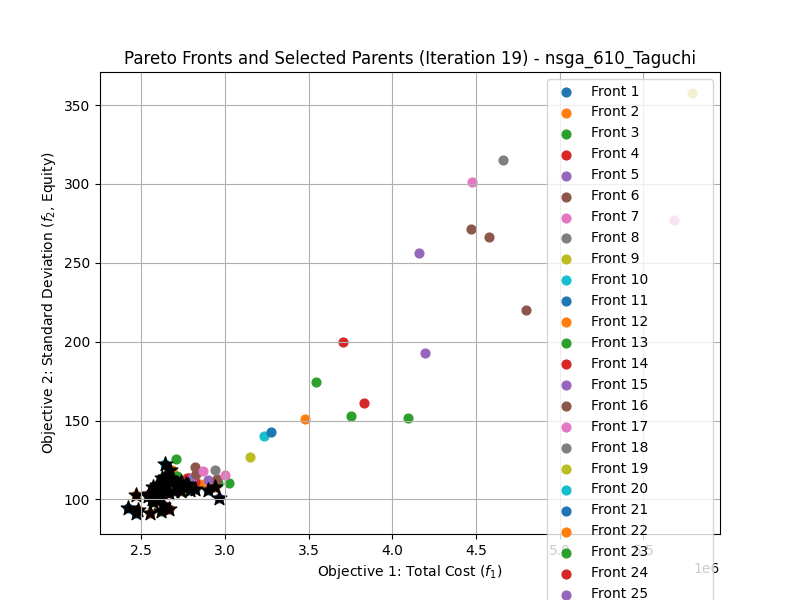 Pareto Fronts and Selected Parents (Iteration 19) - nsga_610_Taguchi
Objective 2: Standard Deviation (f2, Equity)
350
300
250
200
150
100
2.5
3.0
3.5
4.0
4.5
5.0
5.5
1e6
Objective 1: Total Cost (f1)
Front 1
Front 2
Front 3
Front 4
Front 5
Front 6
Front 7
Front 8
Front 9
Front 10
Front 11
Front 12
Front 13
Front 14
Front 15
Front 16
Front 17
Front 18
Front 19
Front 20
Front 21
Front 22
Front 23
Front 24
Front 25